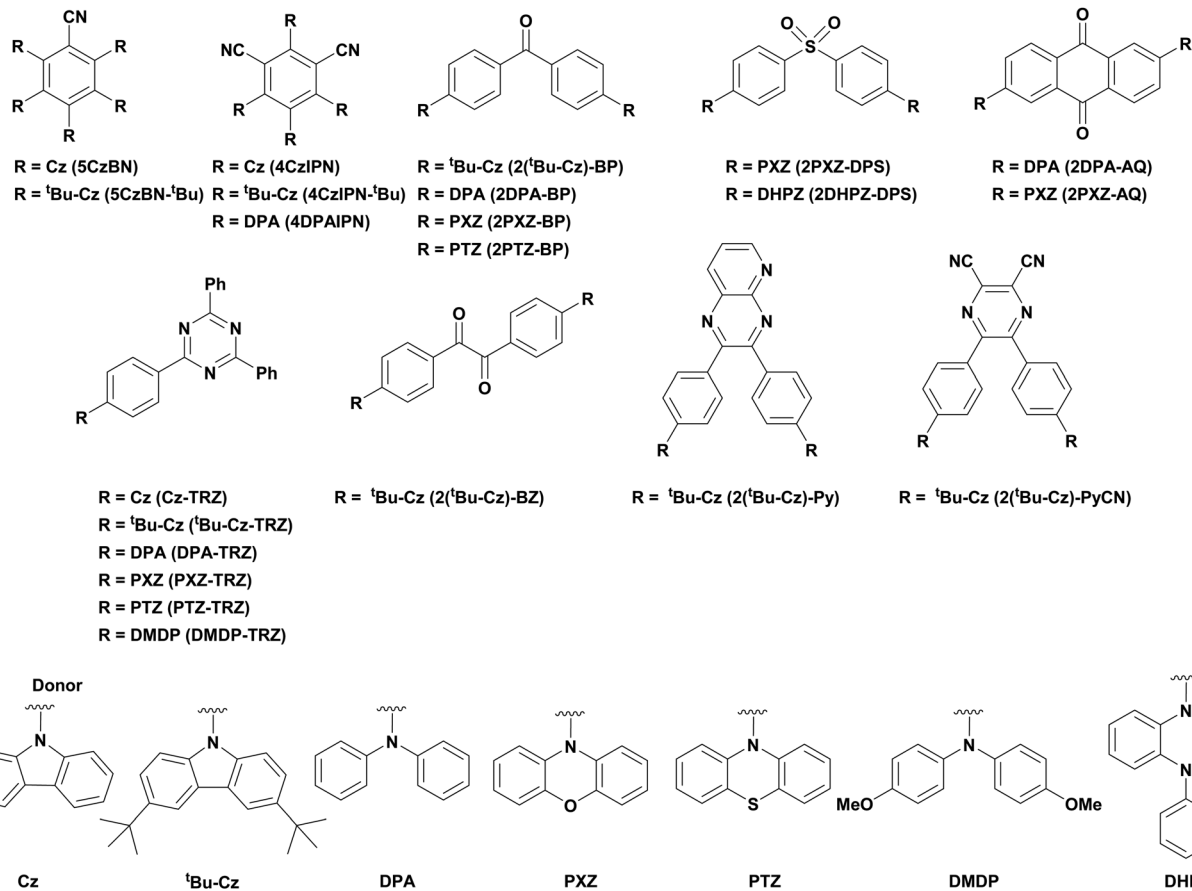 CN
R R
R R
R
R = Cz (5CzBN)
R = ᵗBu-Cz (5CzBN-ᵗBu)
R
NC CN
R R
R
R = Cz (4CzIPN)
R = ᵗBu-Cz (4CzIPN-ᵗBu)
R = DPA (4DPAIPN)
O
R R
R = ᵗBu-Cz (2(ᵗBu-Cz)-BP)
R = DPA (2DPA-BP)
R = PXZ (2PXZ-BP)
R = PTZ (2PTZ-BP)
O O
S
R R
R = PXZ (2PXZ-DPS)
R = DHPZ (2DHPZ-DPS)
O
R
R
O
R = DPA (2DPA-AQ)
R = PXZ (2PXZ-AQ)
Ph
N N
N Ph
R
R = Cz (Cz-TRZ)
R = ᵗBu-Cz (ᵗBu-Cz-TRZ)
R = DPA (DPA-TRZ)
R = PXZ (PXZ-TRZ)
R = PTZ (PTZ-TRZ)
R = DMDP (DMDP-TRZ)
R
O
O
R
R = ᵗBu-Cz (2(ᵗBu-Cz)-BZ)
N
N N
R R
R = ᵗBu-Cz (2(ᵗBu-Cz)-Py)
NC CN
N N
R R
R = ᵗBu-Cz (2(ᵗBu-Cz)-PyCN)
Donor
N
Cz
N
ᵗBu-Cz
N
DPA
N
O
PXZ
N
S
PTZ
N
MeO OMe
DMDP
N
N